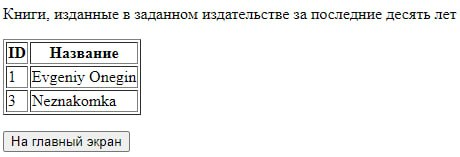 Книги, изданные в заданном издательстве за последние десять лет
ID Название
1 Evgeniy Onegin
3 Neznakomka
На главный экран